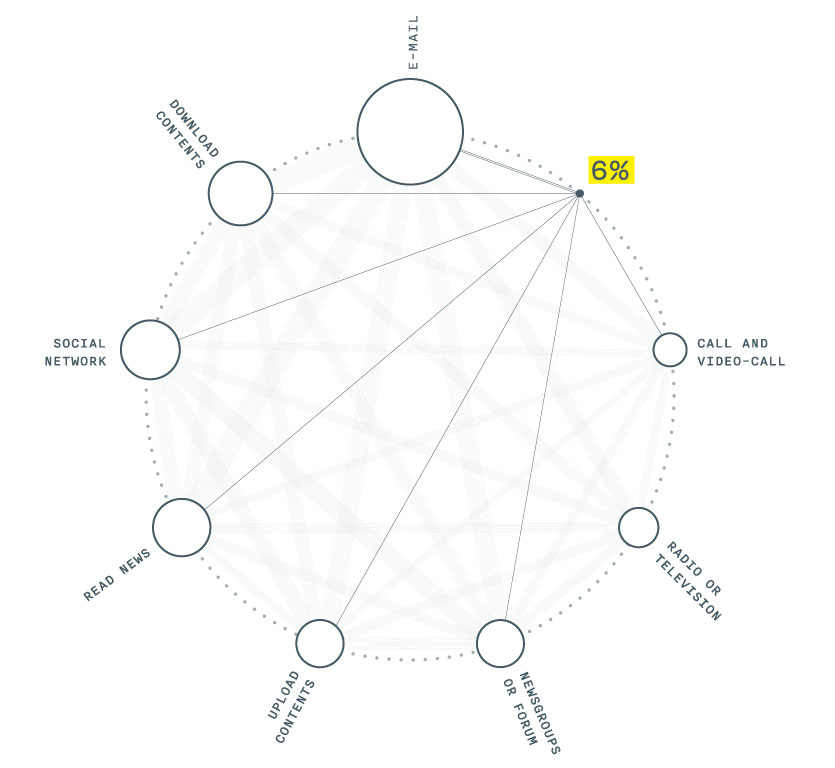 E-MAIL
6%
CALL AND
VIDEO-CALL
RADIO OR
TELEVISION
NEWSGROUPS
OR FORUM
UPLOAD
CONTENTS
READ NEWS
SOCIAL
NETWORK
DOWNLOAD
CONTENTS